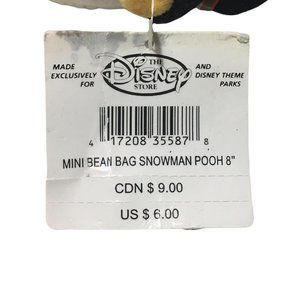 MADE EXCLUSIVELY FOR
THE Disney STORE
AND DISNEY THEME PARKS
4 17208 35587 8
MINI BEAN BAG SNOWMAN POOH 8"
CDN $ 9.00
US $ 6.00